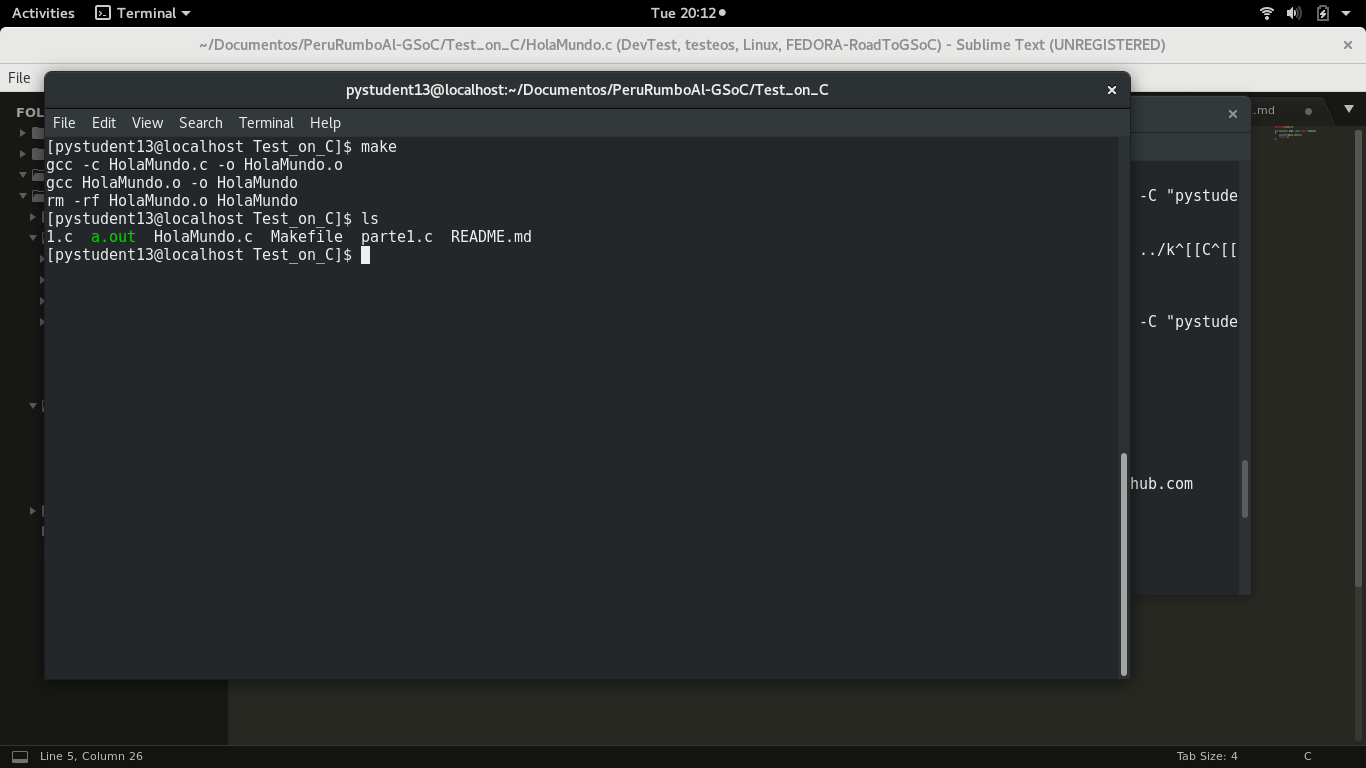 Activities Terminal Tue 20:12
~/Documentos/PeruRumboAl-GSoC/Test_on_C/HolaMundo.c (DevTest, testeos, Linux, FEDORA-RoadToGSoC) - Sublime Text (UNREGISTERED)
File
pystudent13@localhost:~/Documentos/PeruRumboAl-GSoC/Test_on_C
FOL
.md
File Edit View Search Terminal Help
[pystudent13@localhost Test_on_C]$ make
gcc -c HolaMundo.c -o HolaMundo.o
gcc HolaMundo.o -o HolaMundo
rm -rf HolaMundo.o HolaMundo
[pystudent13@localhost Test_on_C]$ ls
1.c a.out HolaMundo.c Makefile parte1.c README.md
[pystudent13@localhost Test_on_C]$
-C "pystude
../k^[[C^[[
-C "pystude
hub.com
Line 5, Column 26 Tab Size: 4 C